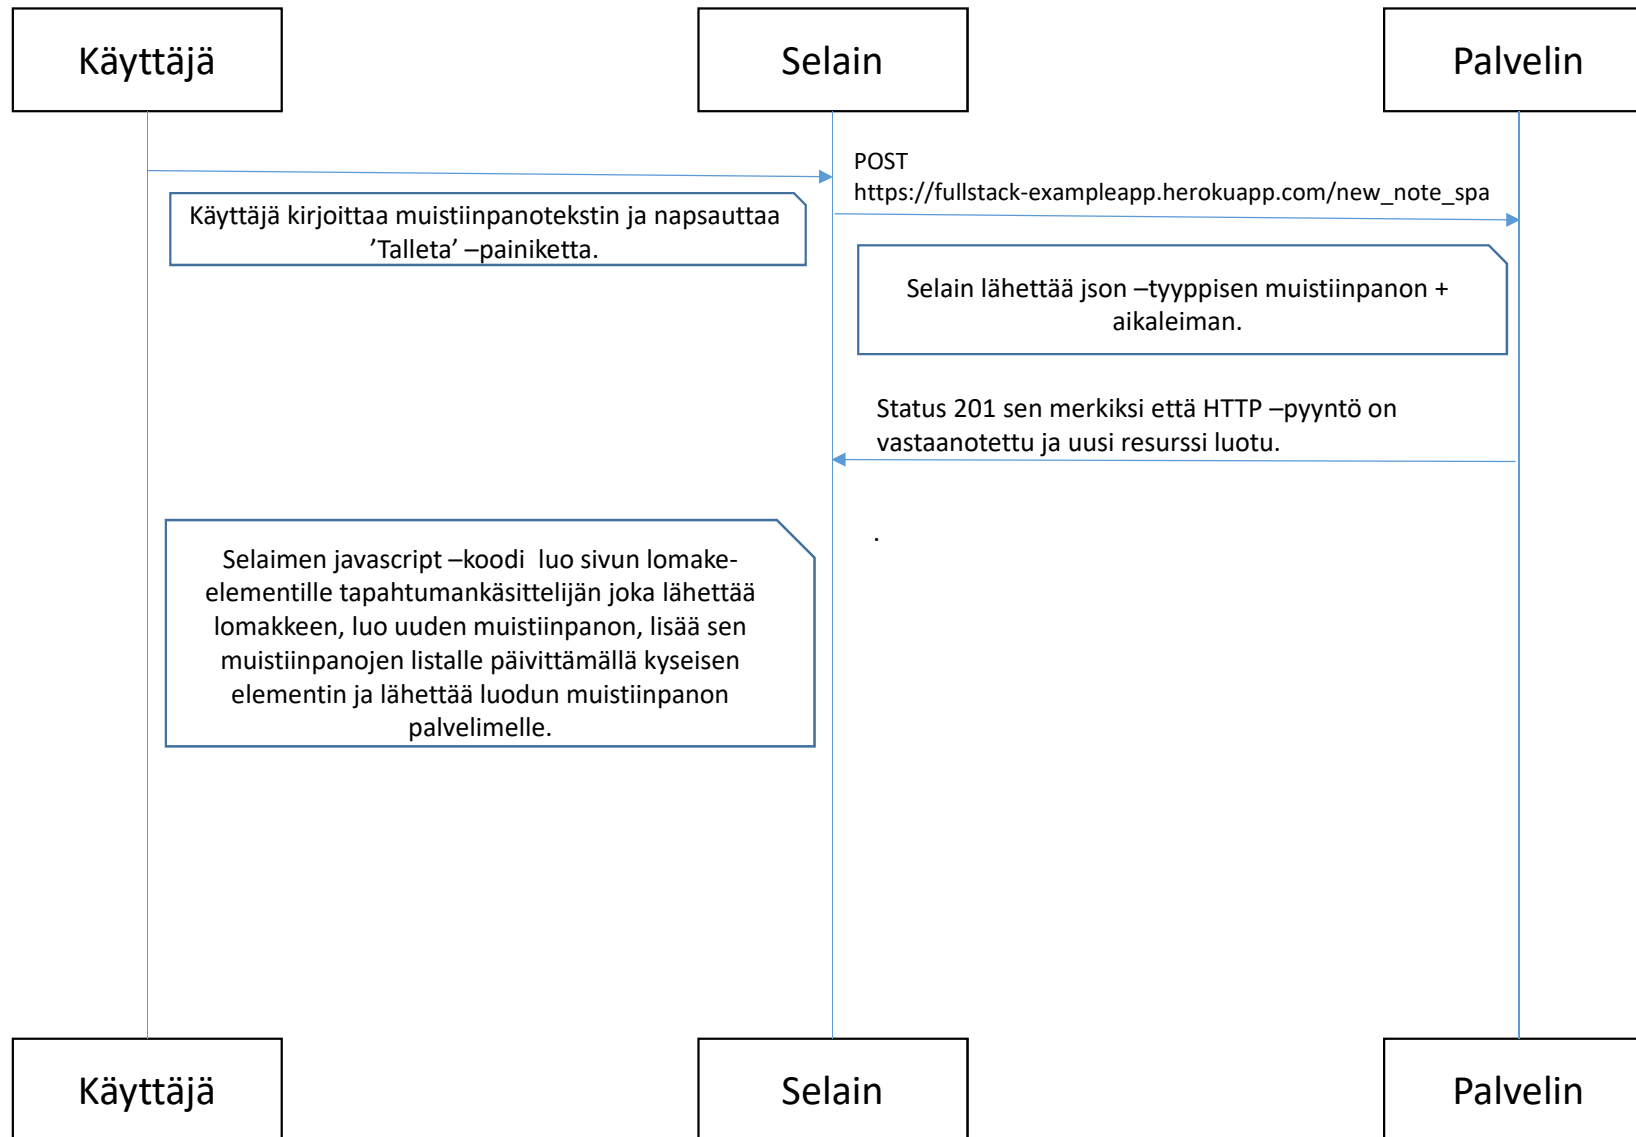 Käyttäjä
Selain
Palvelin
POST
https://fullstack-exampleapp.herokuapp.com/new_note_spa
Käyttäjä kirjoittaa muistiinpanotekstin ja napsauttaa
’Talleta’ –painiketta.
Selain lähettää json –tyyppisen muistiinpanon +
aikaleiman.
Status 201 sen merkiksi että HTTP –pyyntö on
vastaanotettu ja uusi resurssi luotu.
.
Selaimen javascript –koodi  luo sivun lomake-
elementille tapahtumankäsittelijän joka lähettää
lomakkeen, luo uuden muistiinpanon, lisää sen
muistiinpanojen listalle päivittämällä kyseisen
elementin ja lähettää luodun muistiinpanon
palvelimelle.
Käyttäjä
Selain
Palvelin